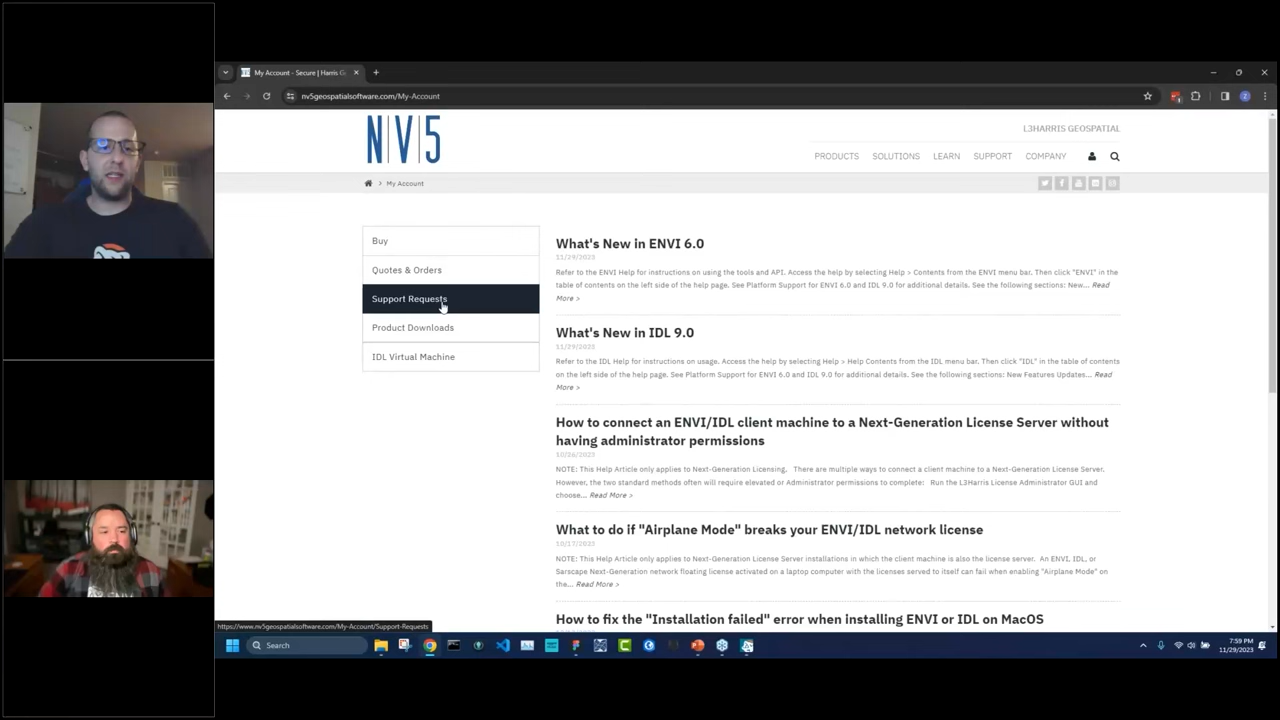 My Account - Secure | Harris G
nv5geospatialsoftware.com/My-Account
N|V|5
L3HARRIS GEOSPATIAL
PRODUCTS SOLUTIONS LEARN SUPPORT COMPANY
> My Account
Buy
Quotes & Orders
Support Requests
Product Downloads
IDL Virtual Machine
What's New in ENVI 6.0
11/29/2023
Refer to the ENVI Help for instructions on using the tools and API. Access the help by selecting Help > Contents from the ENVI menu bar. Then click "ENVI" in the
table of contents on the left side of the help page. See Platform Support for ENVI 6.0 and IDL 9.0 for additional details. See the following sections: New... Read
More >
What's New in IDL 9.0
11/29/2023
Refer to the IDL Help for instructions on usage. Access the help by selecting Help > Help Contents from the IDL menu bar. Then click "IDL" in the table of contents
on the left side of the help page. See Platform Support for ENVI 6.0 and IDL 9.0 for additional details. See the following sections: New Features Updates... Read
More >
How to connect an ENVI/IDL client machine to a Next-Generation License Server without
having administrator permissions
10/26/2023
NOTE: This Help Article only applies to Next-Generation Licensing. There are multiple ways to connect a client machine to a Next-Generation License Server.
However, the two standard methods often will require elevated or Administrator permissions to complete: Run the L3Harris License Administrator GUI and
choose... Read More >
What to do if "Airplane Mode" breaks your ENVI/IDL network license
10/17/2023
NOTE: This Help Article only applies to Next-Generation License Server installations in which the client machine is also the license server. An ENVI, IDL, or
Sarscape Next-Generation network floating license activated on a laptop computer with the licenses served to itself can fail when enabling "Airplane Mode" on
the... Read More >
How to fix the "Installation failed" error when installing ENVI or IDL on MacOS
https://www.nv5geospatialsoftware.com/My-Account/Support-Requests
Search
7:59 PM
11/29/2023